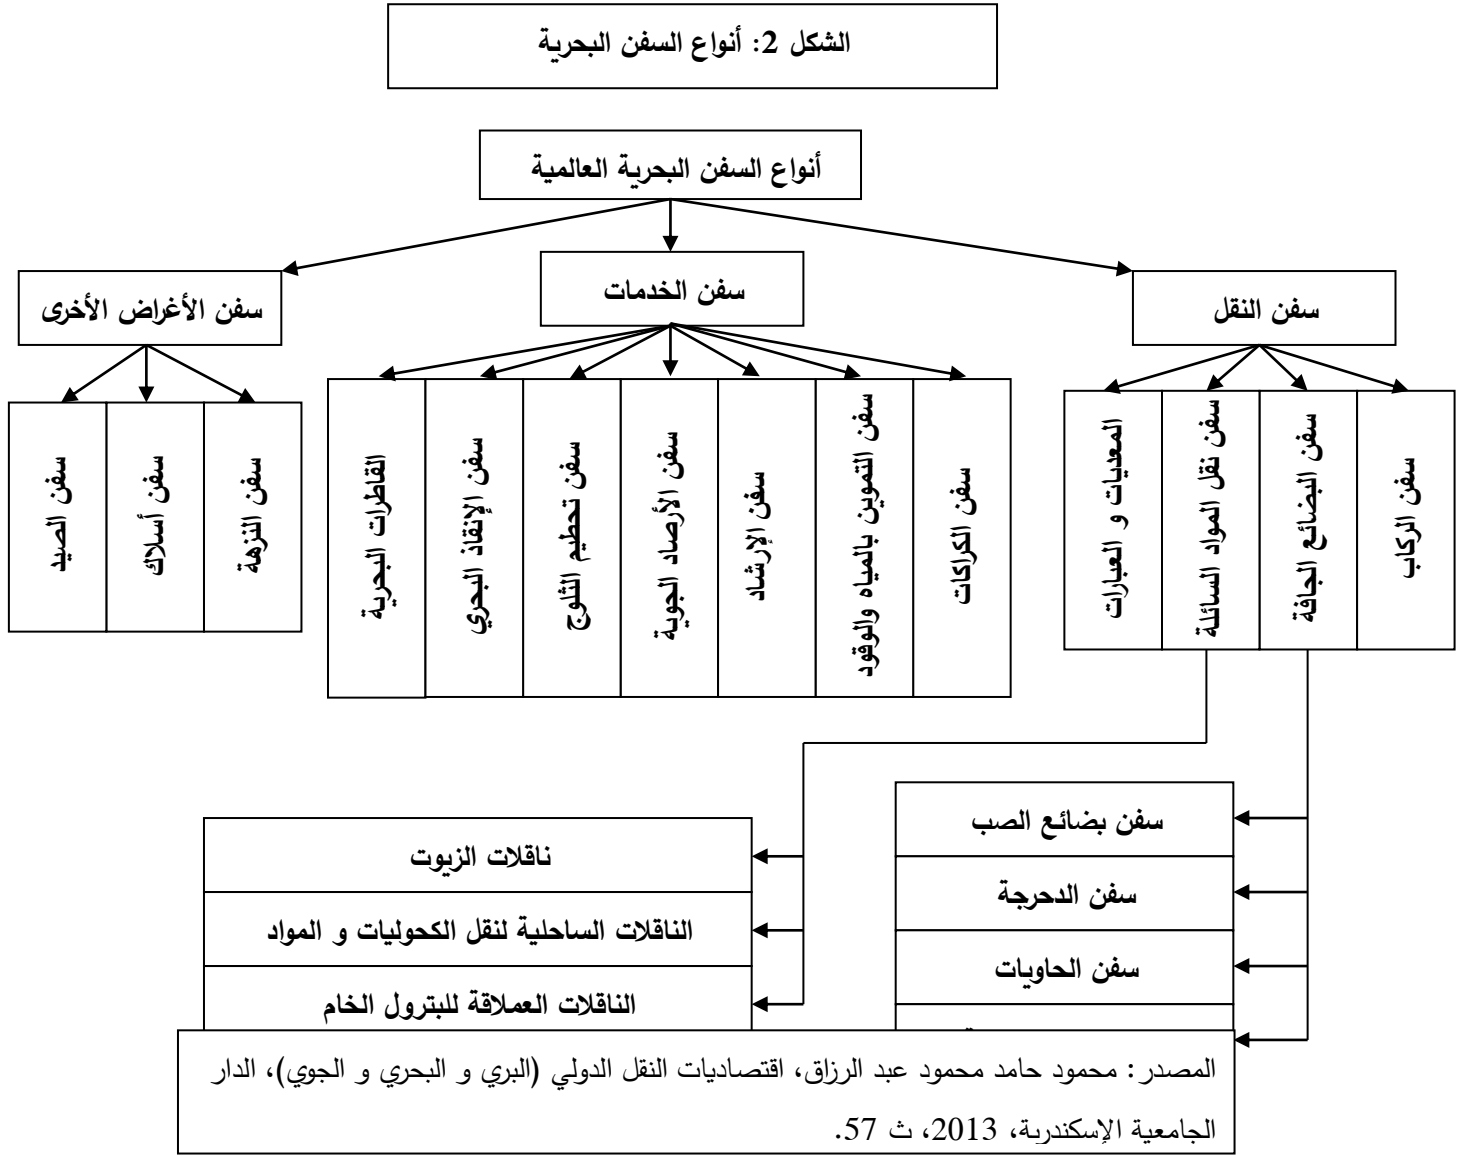 الشكل 2: أنواع السفن البحرية
أنواع السفن البحرية العالمية
سفن النقل
سفن الخدمات
سفن الأغراض الأخرى
سفن الركاب
سفن البضائع الجافة
سفن نقل المواد السائلة
المعديات و العبارات
سفن الكراكات
سفن التموين بالمياه والوقود
سفن الإرشاد
سفن الأرصاد الجوية
سفن تحطيم الثلوج
سفن الإنقاذ البحري
القاطرات البحرية
سفن النزهة
سفن أسلاك
سفن الصيد
سفن بضائع الصب
سفن الدحرجة
سفن الحاويات
ناقلات الزيوت
الناقلات الساحلية لنقل الكحوليات و المواد
الناقلات العملاقة للبترول الخام
المصدر: محمود حامد محمود عبد الرزاق، اقتصاديات النقل الدولي (البري و البحري و الجوي)، الدار
الجامعية الإسكندرية، 2013، ث 57.